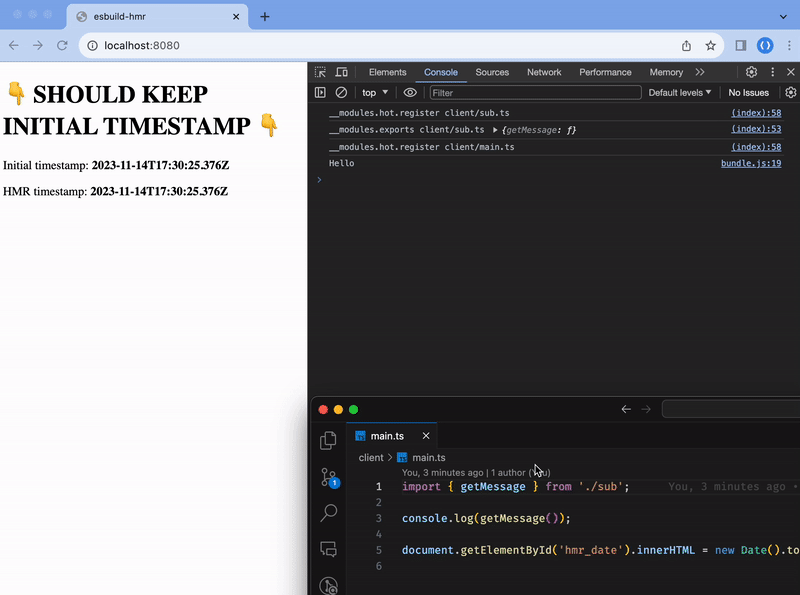 esbuild-hmr
localhost:8080
👇 SHOULD KEEP
INITIAL TIMESTAMP 👇
Initial timestamp: 2023-11-14T17:30:25.376Z
HMR timestamp: 2023-11-14T17:30:25.376Z
Elements Console Sources Network Performance Memory
top Filter Default levels No Issues
__modules.hot.register client/sub.ts (index):58
__modules.exports client/sub.ts ▶ {getMessage: ƒ} (index):53
__modules.hot.register client/main.ts (index):58
Hello bundle.js:19
TS main.ts
client > TS main.ts
You, 3 minutes ago | 1 author (You)
1 import { getMessage } from './sub'; You, 3 minutes ago •
2
3 console.log(getMessage());
4
5 document.getElementById('hmr_date').innerHTML = new Date().to
6
1